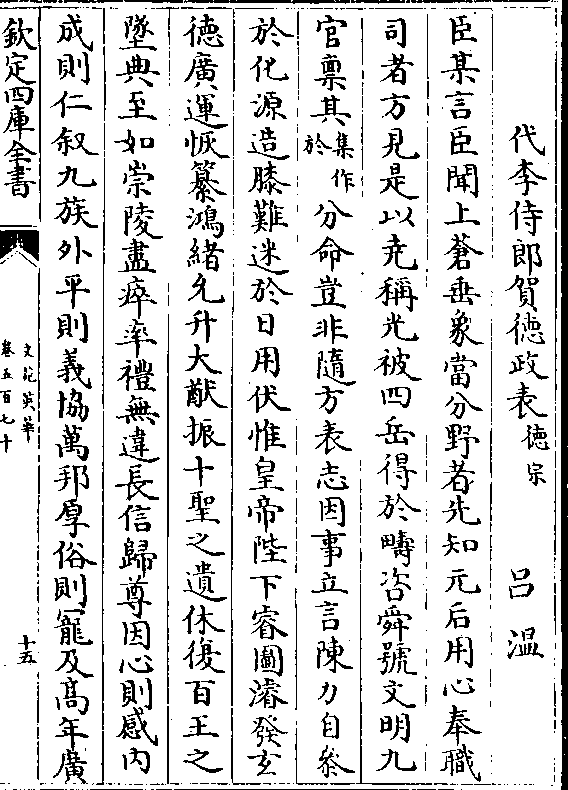 代李侍郎賀德政表德宗　吕溫
臣某言臣聞上蒼垂象當分野者先知元后用心奉職
司者方見是以堯稱光被四岳得於疇咨舜號文明九
官禀其集作於分命豈非隨方表志因事立言陳力自叅
於化源造膝難迷於日用伏惟皇帝陛下睿圖濬發玄
德廣運恢纂鴻緒允升大猷振十聖之遺休復百王之
墜典至如崇陵盡瘁率禮無違長信歸尊因心則感内
成則仁叙九族外平則義協萬邦厚俗則寵及高年廣
欽定四庫全書
文苑英華
卷五百七十
十五